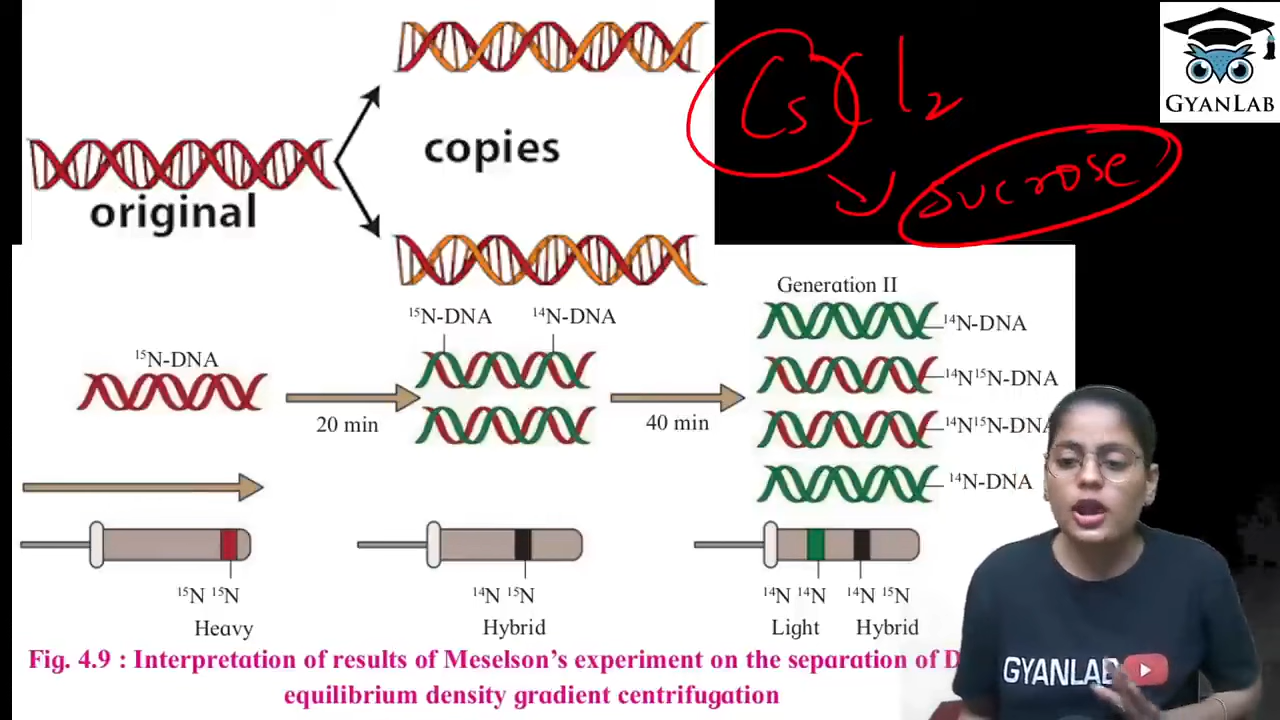 CsCl2
sucrose
GYANLAB
original
copies
15N-DNA
20 min
15N-DNA 14N-DNA
40 min
Generation II
14N-DNA
14N15N-DNA
14N15N-DNA
14N-DNA
15N 15N
Heavy
14N 15N
Hybrid
14N 14N 14N 15N
Light Hybrid
Fig. 4.9 : Interpretation of results of Meselson's experiment on the separation of
equilibrium density gradient centrifugation
GYANLAB